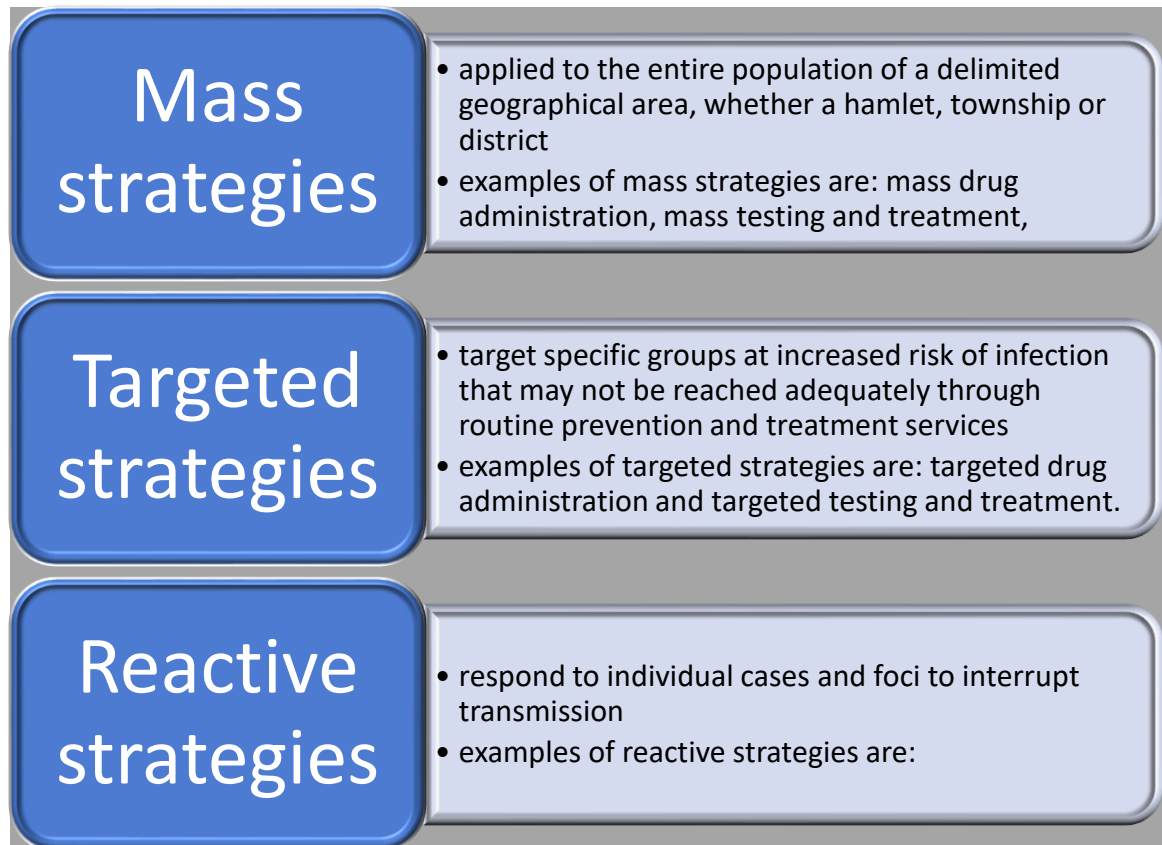 Mass
strategies
• applied to the entire population of a delimited
geographical area, whether a hamlet, township or
district
• examples of mass strategies are: mass drug
administration, mass testing and treatment,
Targeted
strategies
• target specific groups at increased risk of infection
that may not be reached adequately through
routine prevention and treatment services
• examples of targeted strategies are: targeted drug
administration and targeted testing and treatment.
Reactive
strategies
• respond to individual cases and foci to interrupt
transmission
• examples of reactive strategies are: